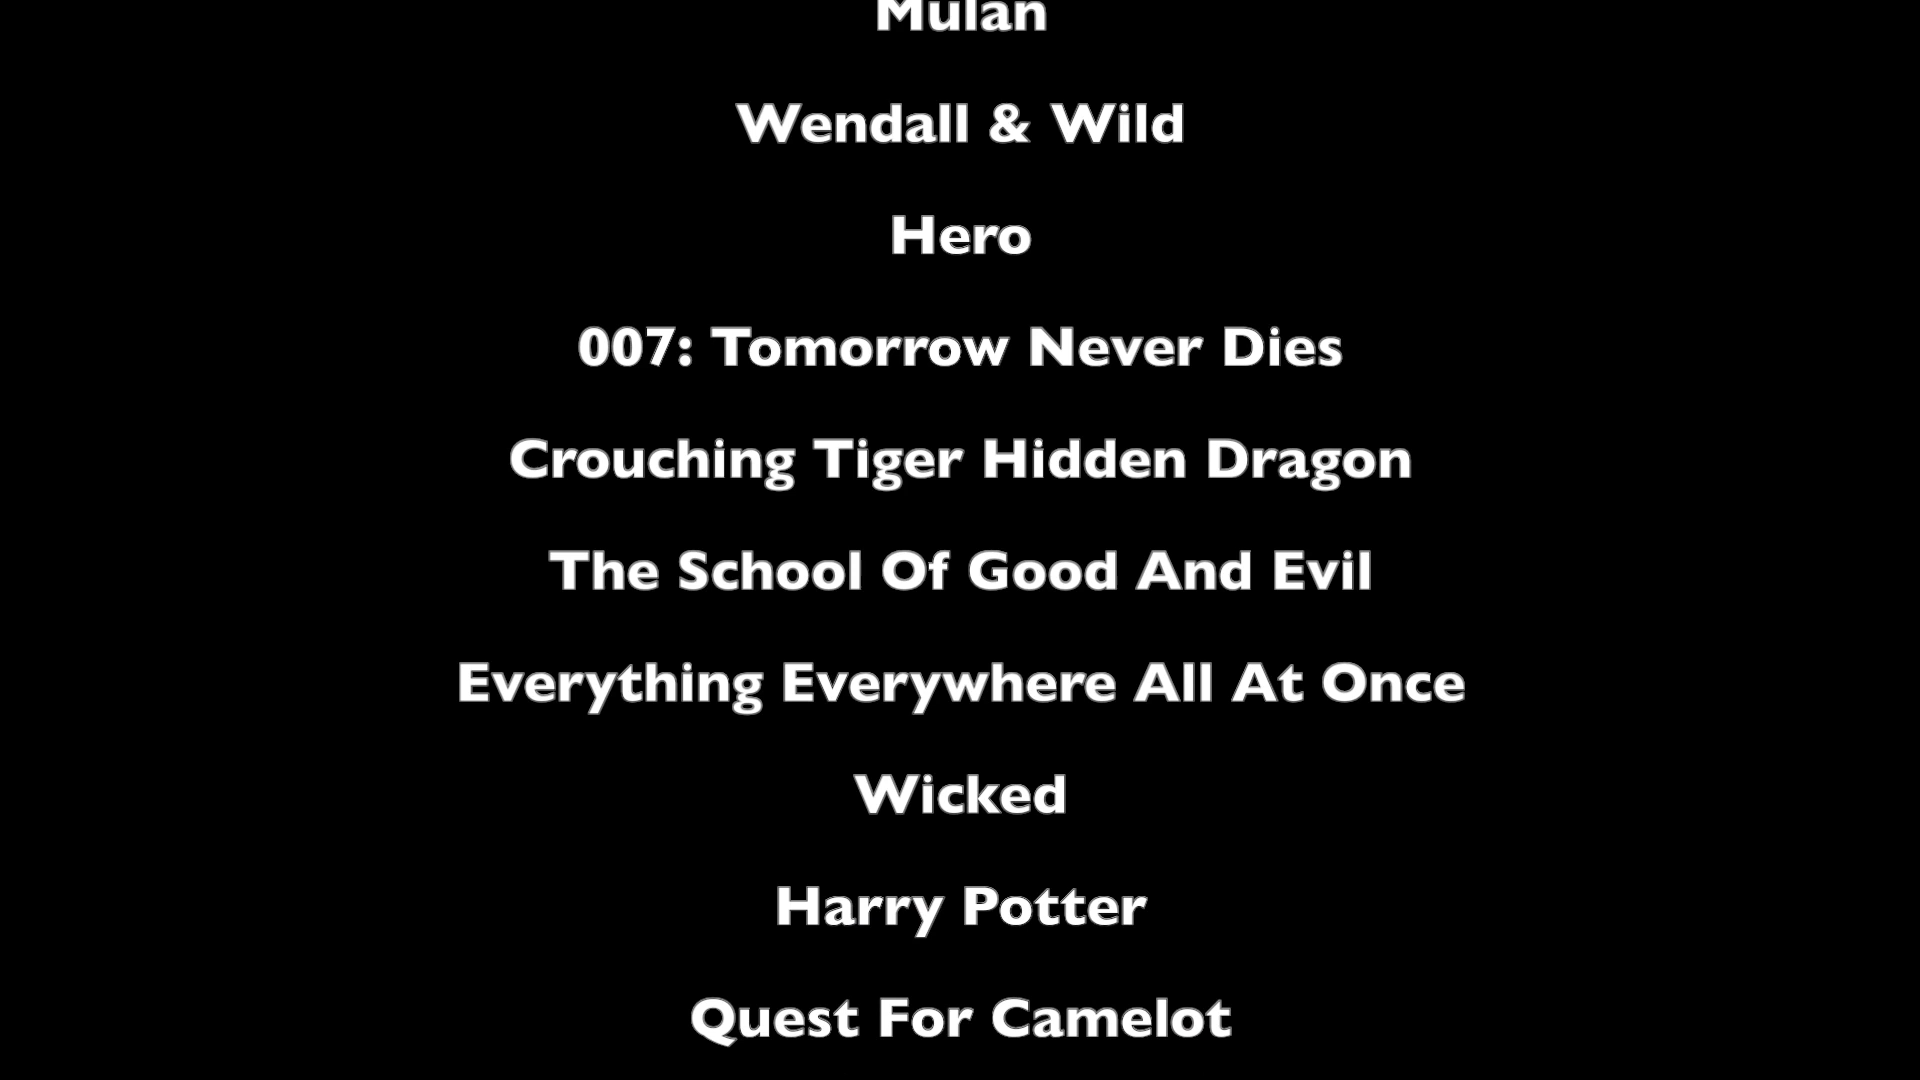 Mulan
Wendall & Wild
Hero
007: Tomorrow Never Dies
Crouching Tiger Hidden Dragon
The School Of Good And Evil
Everything Everywhere All At Once
Wicked
Harry Potter
Quest For Camelot